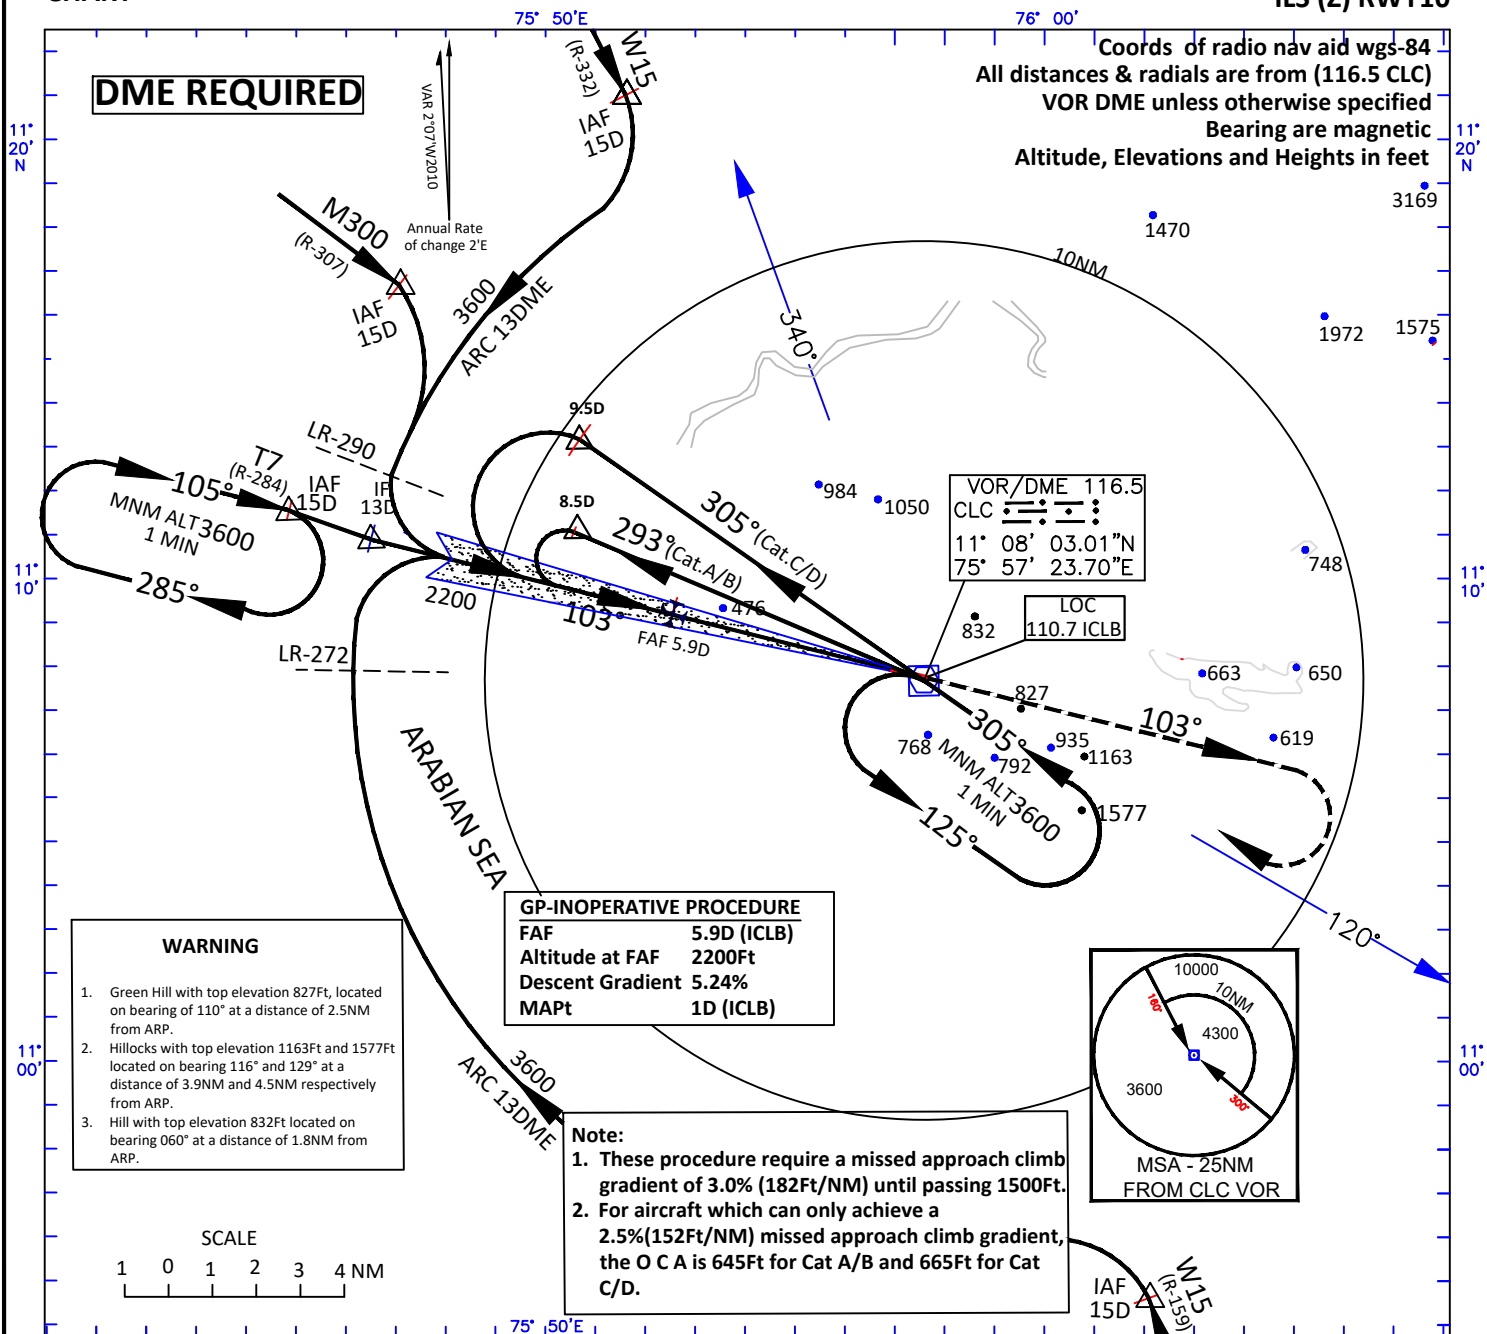 75° 50'E
76° 00'
DME REQUIRED
VAR 2°07'W2010
Annual Rate
of change 2'E
W15
(R-332)
IAF
15D
Coords of radio nav aid wgs-84
All distances & radials are from (116.5 CLC)
VOR DME unless otherwise specified
Bearing are magnetic
Altitude, Elevations and Heights in feet
11°
20'
N
11°
20'
N
3169
1470
1972
1575
10NM
340°
M300
(R-307)
IAF
15D
3600
ARC 13DME
LR-290
9.5D
8.5D
T7
(R-284)
IAF
15D
105°
MNM ALT3600
1 MIN
285°
13D
305°(Cat.C/D)
293°(Cat.A/B)
984
1050
VOR/DME 116.5
CLC
11° 08' 03.01"N
75° 57' 23.70"E
748
11°
10'
11°
10'
2200
103°
476
FAF 5.9D
832
LOC
110.7 ICLB
LR-272
663
650
827
103°
619
305°
768
792
935
1163
MNM ALT3600
1 MIN
1577
125°
ARABIAN SEA
120°
GP-INOPERATIVE PROCEDURE
FAF 5.9D (ICLB)
Altitude at FAF 2200Ft
Descent Gradient 5.24%
MAPt 1D (ICLB)
WARNING
1. Green Hill with top elevation 827Ft, located
on bearing of 110° at a distance of 2.5NM
from ARP.
2. Hillocks with top elevation 1163Ft and 1577Ft
located on bearing 116° and 129° at a
distance of 3.9NM and 4.5NM respectively
from ARP.
3. Hill with top elevation 832Ft located on
bearing 060° at a distance of 1.8NM from
ARP.
10000
10NM
160°
4300
3600
300°
MSA - 25NM
FROM CLC VOR
11°
00'
11°
00'
3600
ARC 13DME
Note:
1. These procedure require a missed approach climb
gradient of 3.0% (182Ft/NM) until passing 1500Ft.
2. For aircraft which can only achieve a
2.5%(152Ft/NM) missed approach climb gradient,
the O C A is 645Ft for Cat A/B and 665Ft for Cat
C/D.
SCALE
1 0 1 2 3 4 NM
IAF
15D
W15
(R-159)
75° 50'E